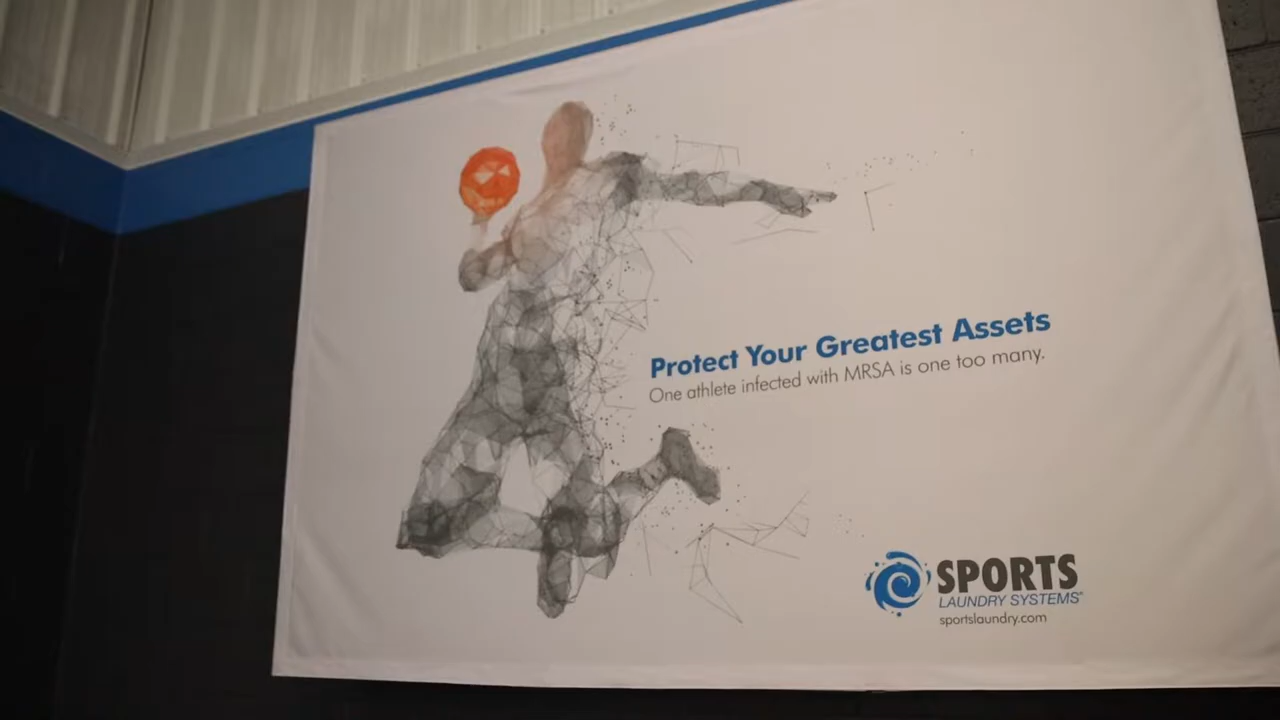 Protect Your Greatest Assets
One athlete infected with MRSA is one too many.
SPORTS
LAUNDRY SYSTEMS®
sportslaundry.com